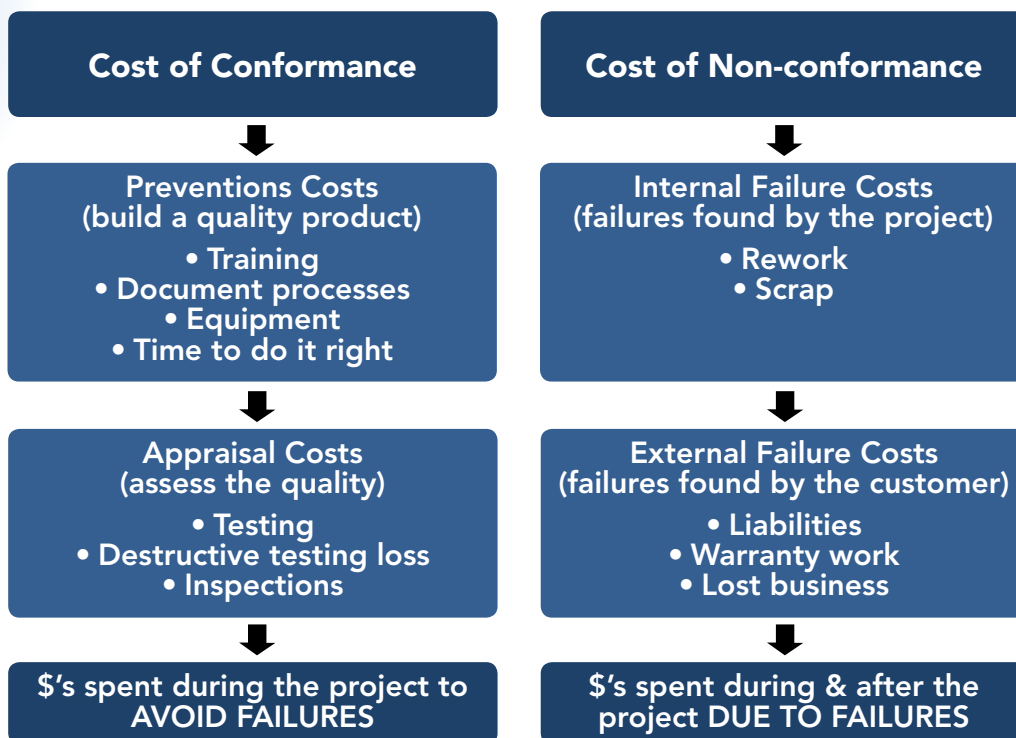 Cost of Conformance
Preventions Costs
(build a quality product)
• Training
• Document processes
• Equipment
• Time to do it right
Appraisal Costs
(assess the quality)
• Testing
• Destructive testing loss
• Inspections
$'s spent during the project to
AVOID FAILURES
Cost of Non-conformance
Internal Failure Costs
(failures found by the project)
• Rework
• Scrap
External Failure Costs
(failures found by the customer)
• Liabilities
• Warranty work
• Lost business
$'s spent during & after the
project DUE TO FAILURES